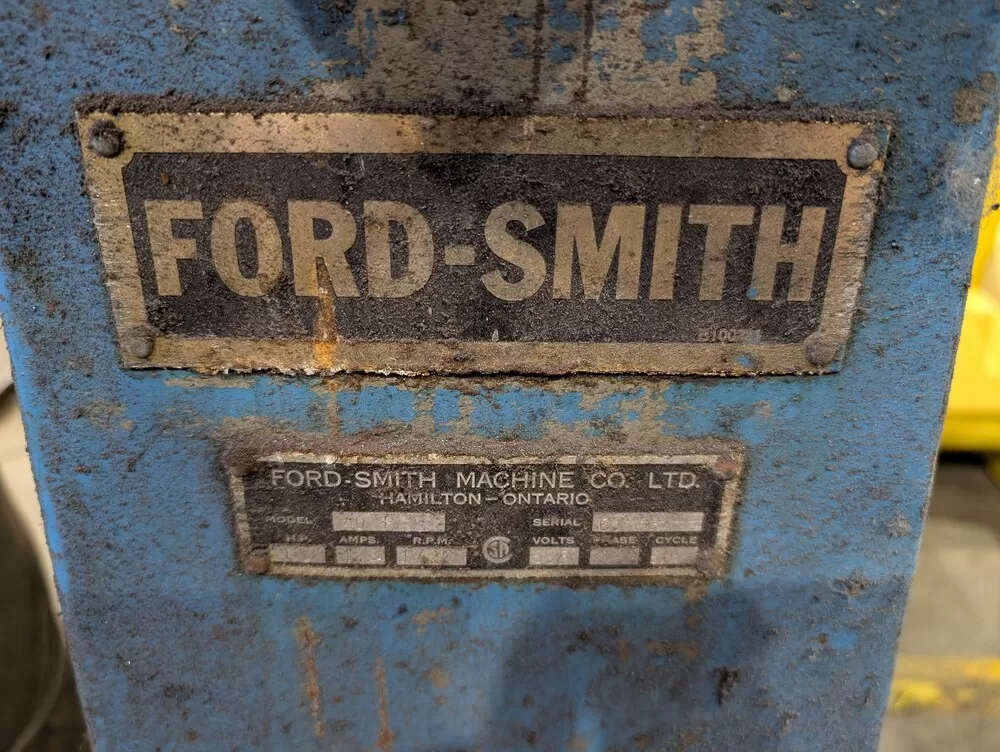 FORD-SMITH
FORD-SMITH MACHINE CO. LTD.
HAMILTON-ONTARIO
MODEL SERIAL
H.P. AMPS. R.P.M. VOLTS PHASE CYCLE